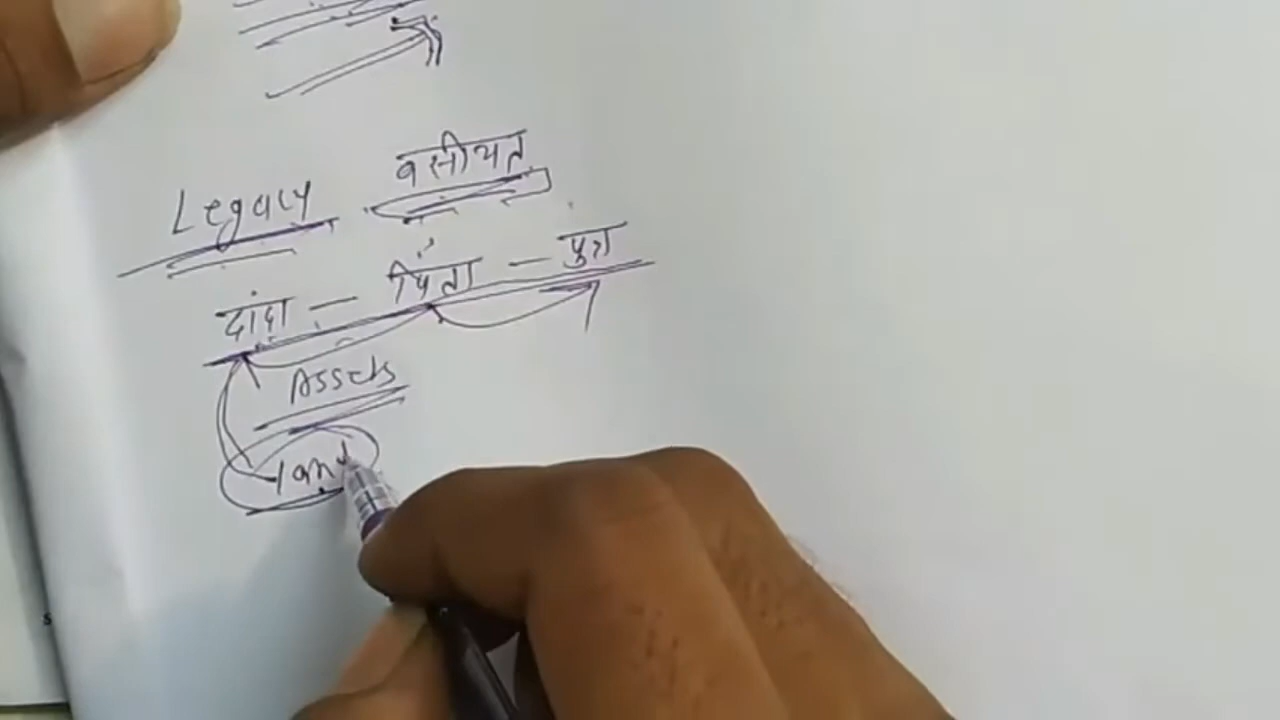 Legacy वसीयत
दादा — पिता — पुत्र
Assets
land